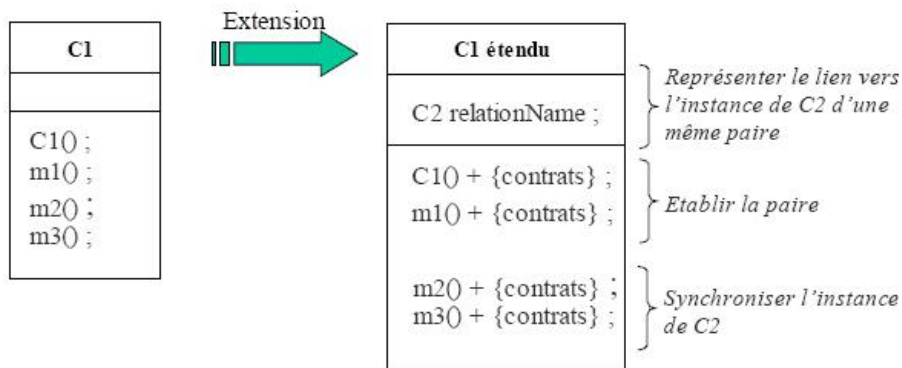 Extension
C1
C1() ;
m1() ;
m2() ;
m3() ;
C1 étendu
C2 relationName ;
C1() + {contrats} ;
m1() + {contrats} ;
m2() + {contrats} ;
m3() + {contrats} ;
Représenter le lien vers
l'instance de C2 d'une
même paire
Etablir la paire
Synchroniser l'instance
de C2